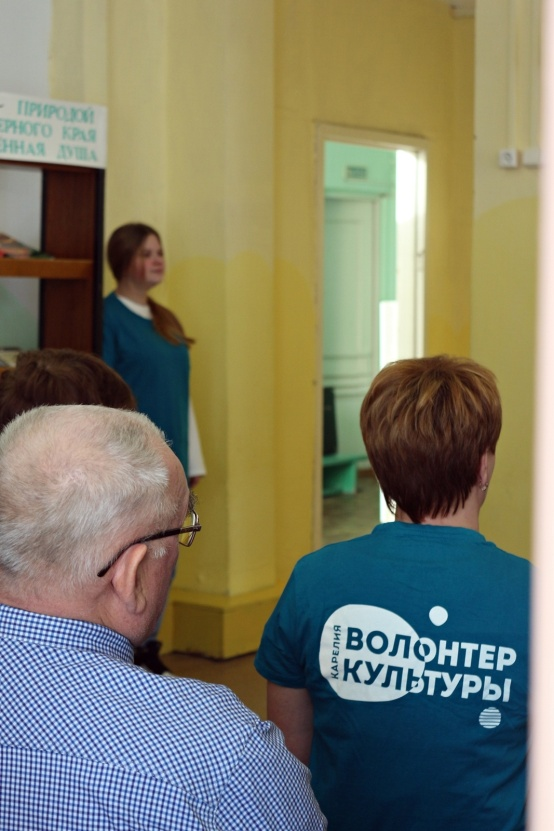 ПРИРОДОЙ
ЕРНОГО КРАЯ
ЕННАЯ ДУША
КАРЕЛИЯ
ВОЛОНТЕР
КУЛЬТУРЫ